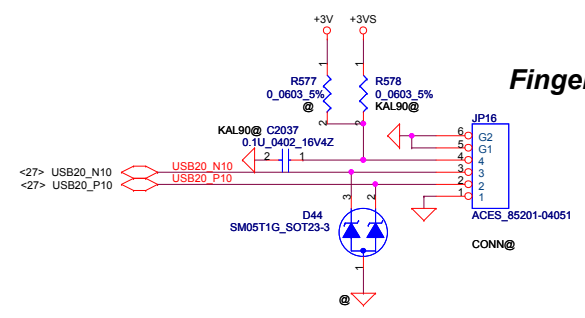 +3V +3VS
1 1
R577 R578
0_0603_5% 0_0603_5%
@ KAL90@
2 2
Finge
JP16
KAL90@ C2037
0.1U_0402_16V4Z
2 1
6 G2
5 G1
4 4
3 3
2 2
1 1
<27> USB20_N10 USB20_N10
<27> USB20_P10 USB20_P10
3 2
D44
SM05T1G_SOT23-3
ACES_85201-04051
CONN@
1
@